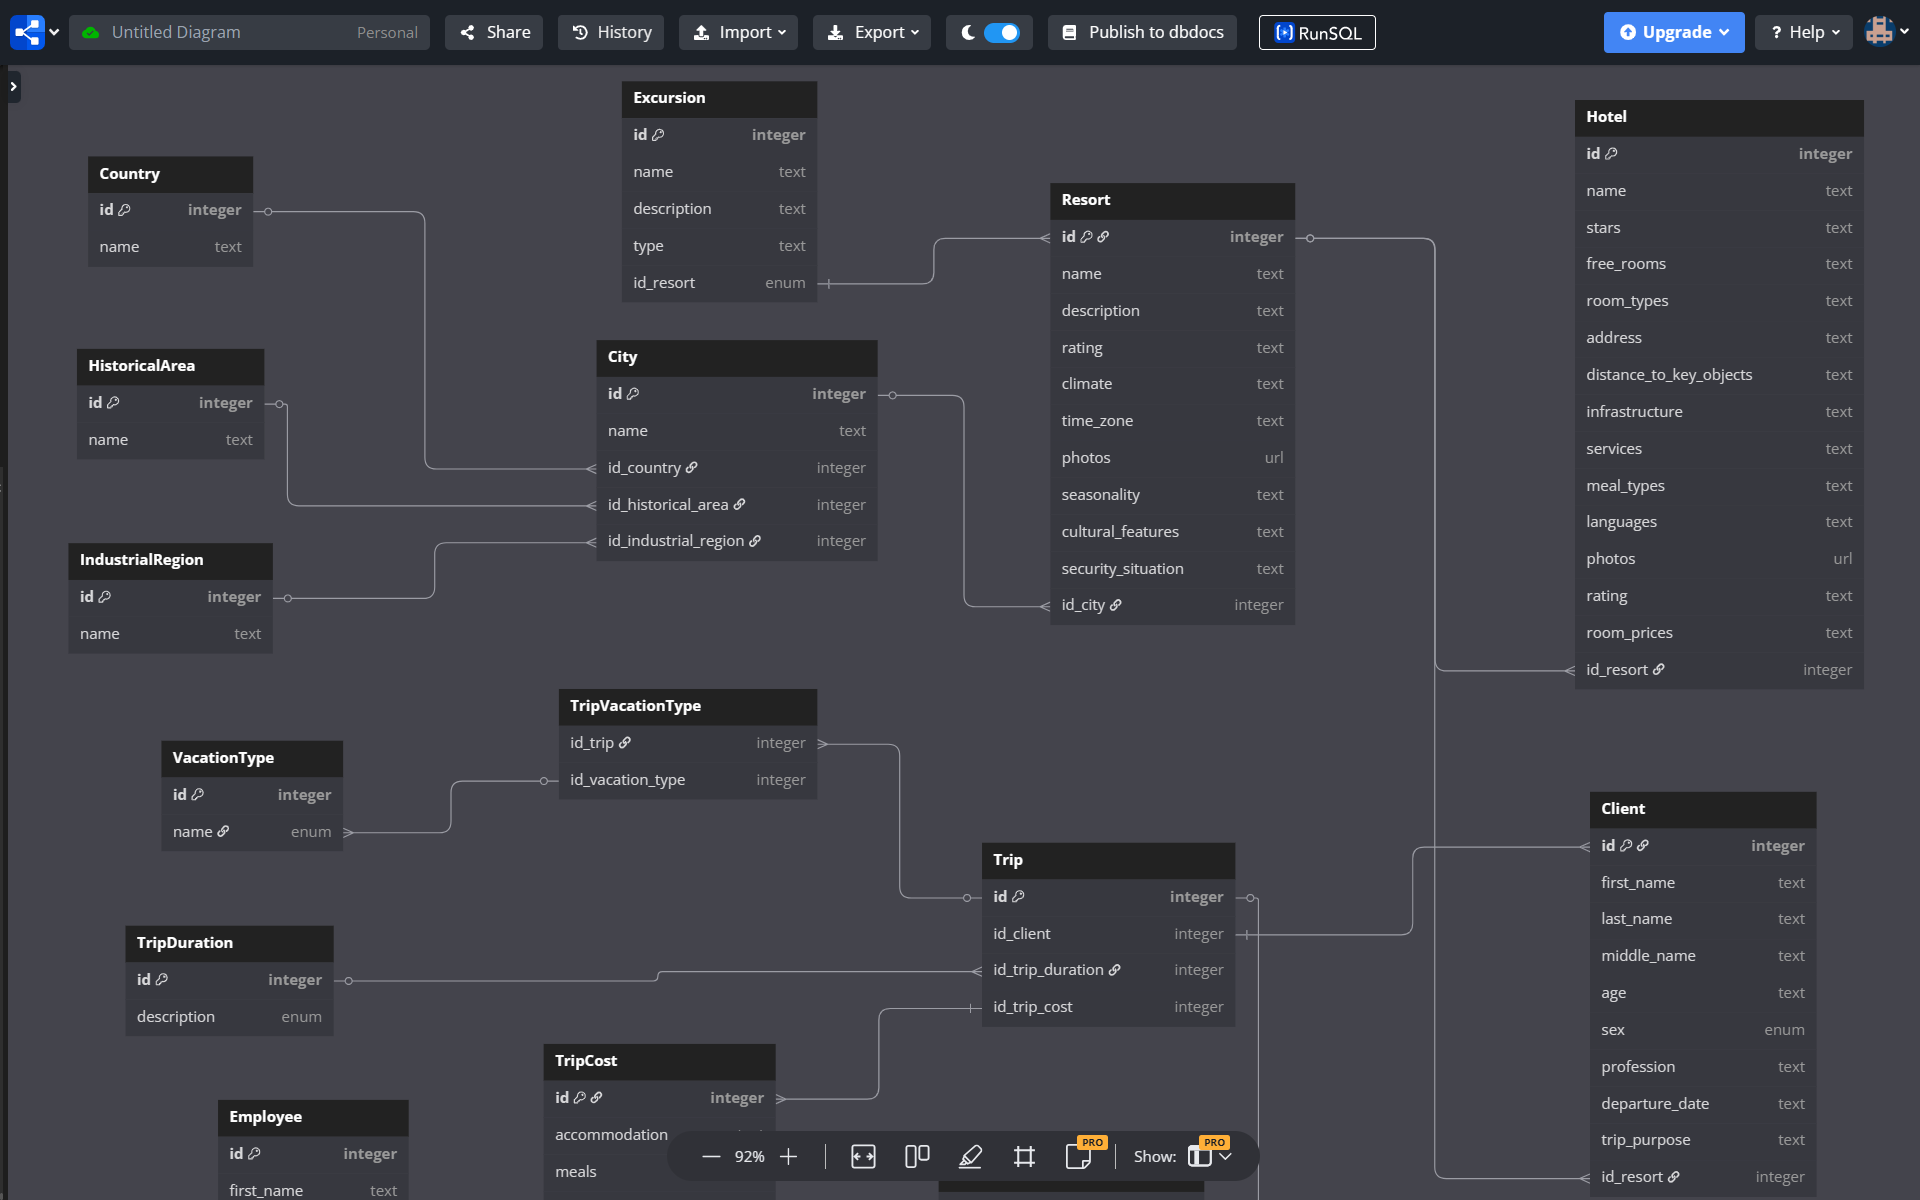 Untitled Diagram Personal Share History Import Export Publish to dbdocs RunSQL Upgrade ? Help
Excursion
id integer
name text
description text
type text
id_resort enum
Hotel
id integer
name text
stars text
free_rooms text
room_types text
address text
distance_to_key_objects text
infrastructure text
services text
meal_types text
languages text
photos url
rating text
room_prices text
id_resort integer
Country
id integer
name text
Resort
id integer
name text
description text
rating text
climate text
time_zone text
photos url
seasonality text
cultural_features text
security_situation text
id_city integer
HistoricalArea
id integer
name text
City
id integer
name text
id_country integer
id_historical_area integer
id_industrial_region integer
IndustrialRegion
id integer
name text
TripVacationType
id_trip integer
id_vacation_type integer
VacationType
id integer
name enum
Client
id integer
first_name text
last_name text
middle_name text
age text
sex enum
profession text
departure_date text
trip_purpose text
id_resort integer
Trip
id integer
id_client integer
id_trip_duration integer
id_trip_cost integer
TripDuration
id integer
description enum
TripCost
id integer
accommodation
meals
Employee
id integer
first_name text
92% PRO Show: PRO